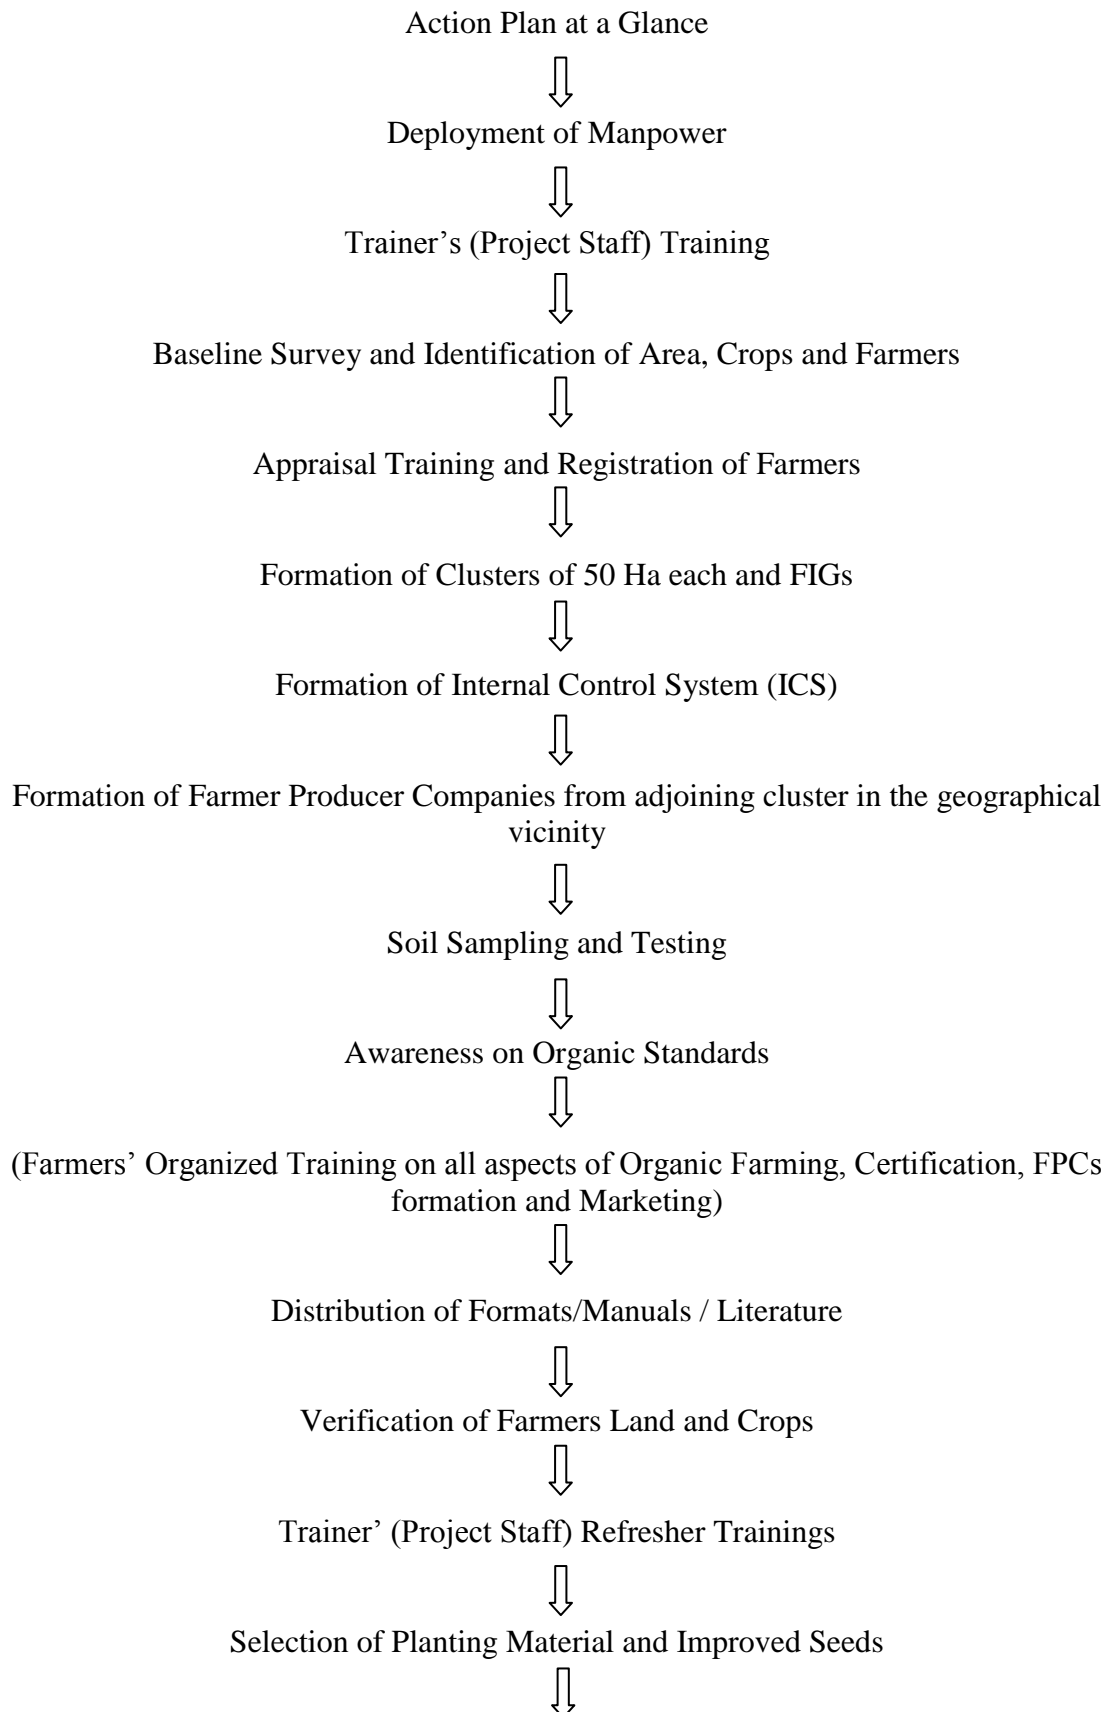 Action Plan at a Glance
Deployment of Manpower
Trainer’s (Project Staff) Training
Baseline Survey and Identification of Area, Crops and Farmers
Appraisal Training and Registration of Farmers
Formation of Clusters of 50 Ha each and FIGs
Formation of Internal Control System (ICS)
Formation of Farmer Producer Companies from adjoining cluster in the geographical
vicinity
Soil Sampling and Testing
Awareness on Organic Standards
(Farmers’ Organized Training on all aspects of Organic Farming, Certification, FPCs
formation and Marketing)
Distribution of Formats/Manuals / Literature
Verification of Farmers Land and Crops
Trainer’ (Project Staff) Refresher Trainings
Selection of Planting Material and Improved Seeds